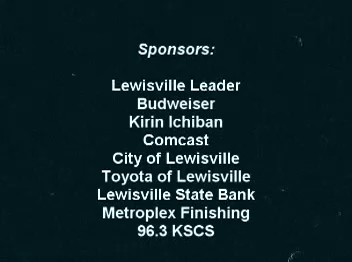 Sponsors:
Lewisville Leader
Budweiser
Kirin Ichiban
Comcast
City of Lewisville
Toyota of Lewisville
Lewisville State Bank
Metroplex Finishing
96.3 KSCS